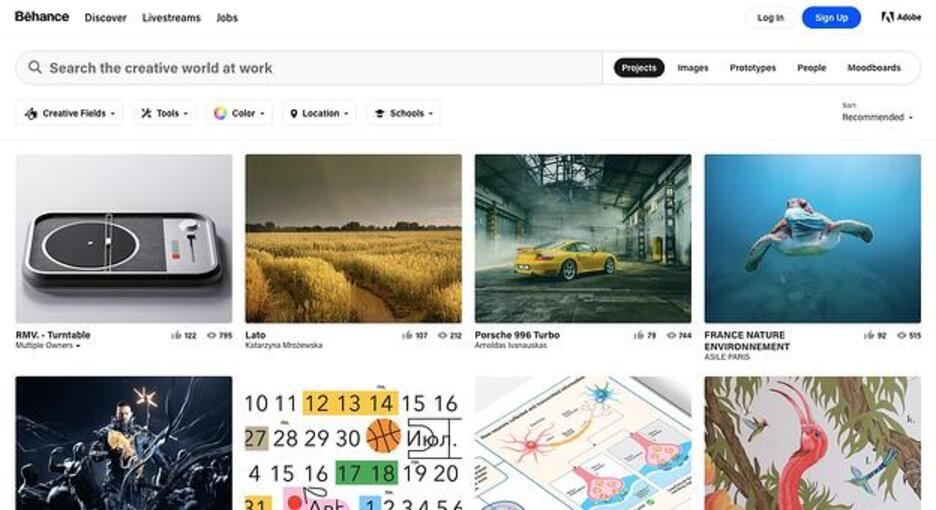 Bēhance Discover Livestreams Jobs Log In Sign Up Adobe
Search the creative world at work Projects Images Prototypes People Moodboards
Creative Fields Tools Color Location Schools
Sort
Recommended
RMV. - Turntable 122 795
Multiple Owners
Lato 107 212
Katarzyna Mrożewska
Porsche 996 Turbo 79 744
Arnoldas Ivanauskas
FRANCE NATURE 92 515
ENVIRONNEMENT
ASILE PARIS
10 11 12 13 14 15 16
27 28 29 30 Июл.
4 15 16 17 18 19 20
31 Авг. 1 2 3 4 5 6
k.